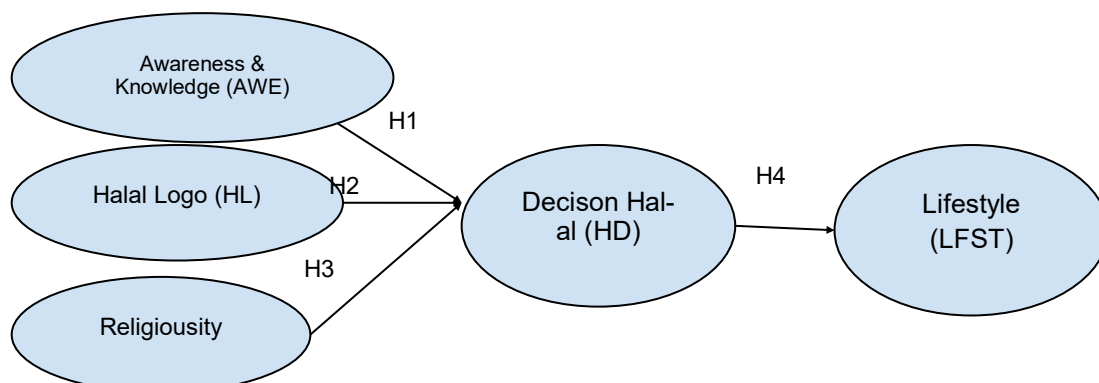 Awareness &
Knowledge (AWE)
H1
Halal Logo (HL)
H2
H3
Religiousity
Decison Hal-
al (HD)
H4
Lifestyle
(LFST)